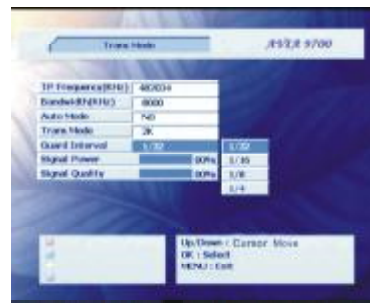 Trans Mode
ASTRA 9700
TP Frequency(KHz) 482034
Bandwidth(KHz) 8000
Auto Mode NO
Trans Mode 2K
Guard Interval 1/32 1/32
Signal Power 00% 1/16
Signal Quality 00% 1/8
1/4
Up/Down : Cursor Move
OK : Select
MENU : Exit